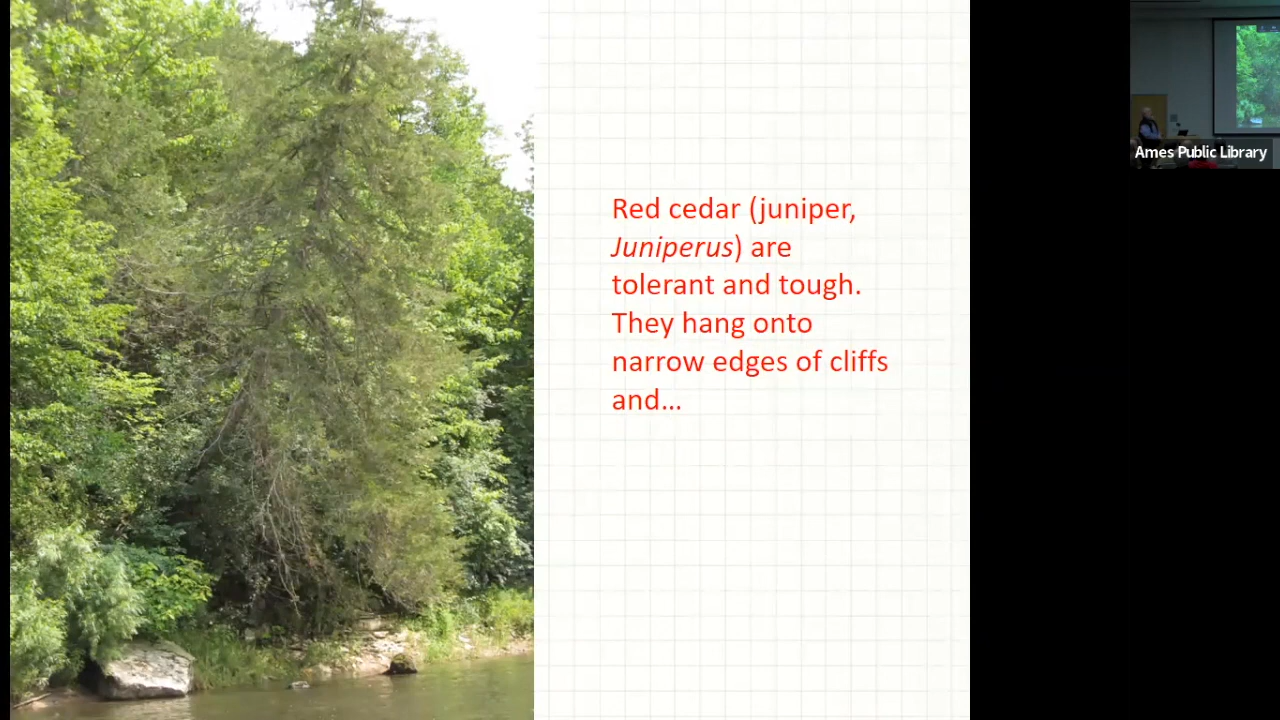 Red cedar (juniper,
Juniperus) are
tolerant and tough.
They hang onto
narrow edges of cliffs
and...
Ames Public Library